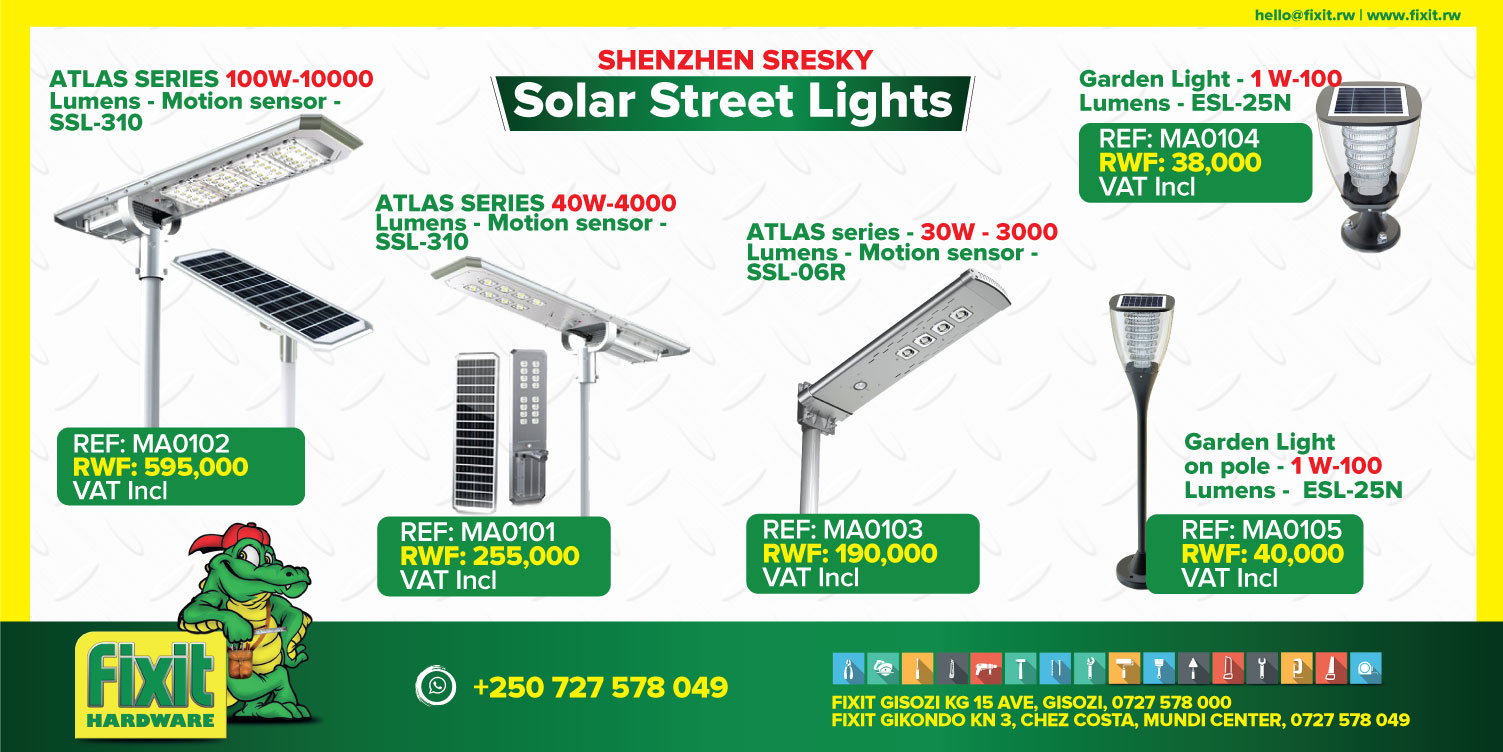 hello@fixit.rw | www.fixit.rw
SHENZHEN SRESKY
Solar Street Lights
ATLAS SERIES 100W-10000
Lumens - Motion sensor -
SSL-310
REF: MA0102
RWF: 595,000
VAT Incl
ATLAS SERIES 40W-4000
Lumens - Motion sensor -
SSL-310
REF: MA0101
RWF: 255,000
VAT Incl
ATLAS series - 30W - 3000
Lumens - Motion sensor -
SSL-06R
REF: MA0103
RWF: 190,000
VAT Incl
Garden Light - 1 W-100
Lumens - ESL-25N
REF: MA0104
RWF: 38,000
VAT Incl
Garden Light
on pole - 1 W-100
Lumens - ESL-25N
REF: MA0105
RWF: 40,000
VAT Incl
Fixit
HARDWARE
+250 727 578 049
FIXIT GISOZI KG 15 AVE, GISOZI, 0727 578 000
FIXIT GIKONDO KN 3, CHEZ COSTA, MUNDI CENTER, 0727 578 049